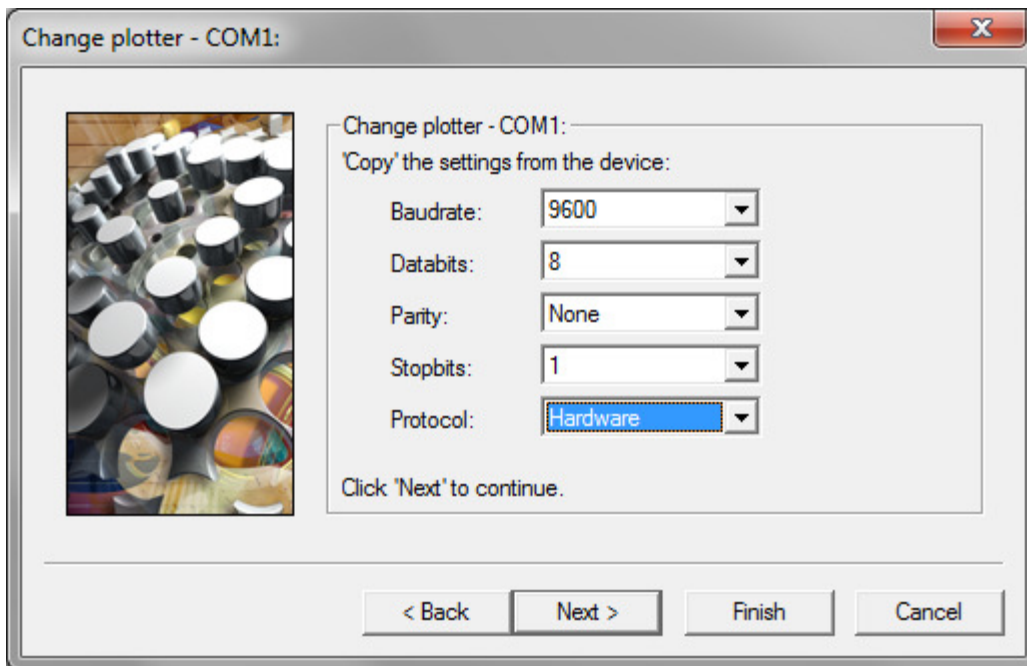 Change plotter - COM1:
Change plotter - COM1:
'Copy' the settings from the device:
Baudrate: 9600
Databits: 8
Parity: None
Stopbits: 1
Protocol: Hardware
Click 'Next' to continue.
< Back Next > Finish Cancel